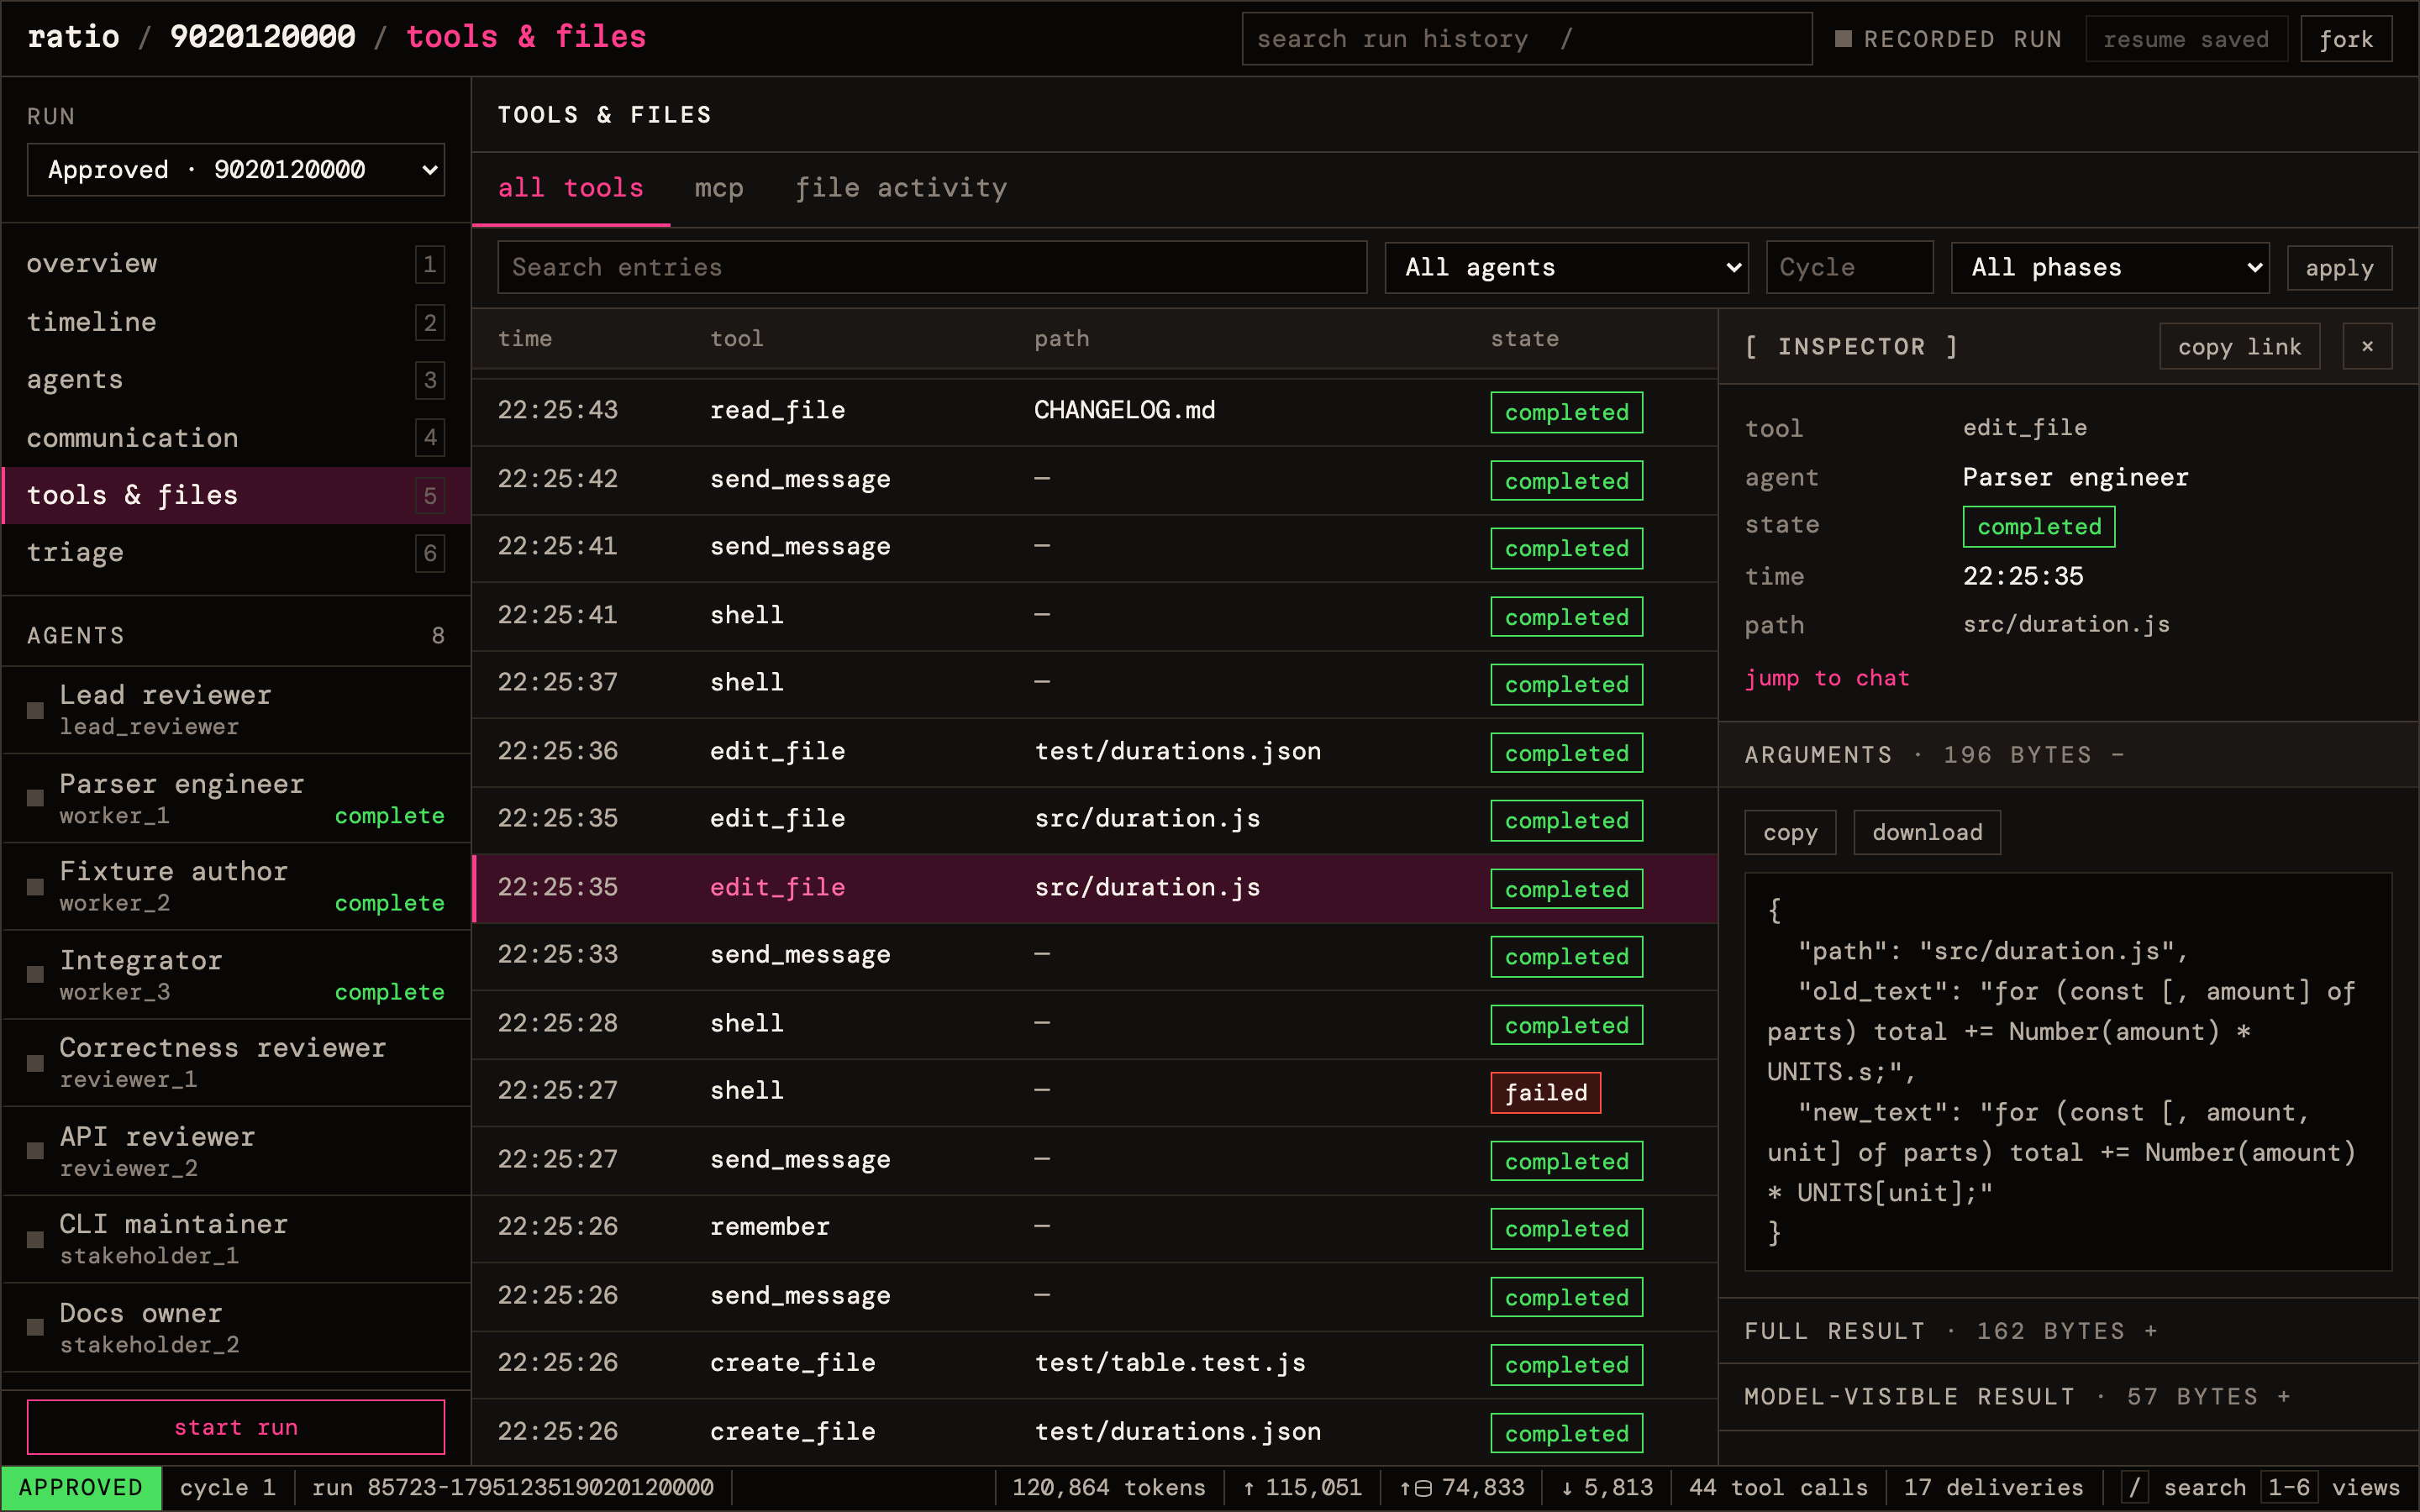 ratio / 9020120000 / tools & files
search run history /
RECORDED RUN
resume saved
fork
RUN
Approved · 9020120000
overview 1
timeline 2
agents 3
communication 4
tools & files 5
triage 6
AGENTS 8
Lead reviewer
lead_reviewer
Parser engineer
worker_1 complete
Fixture author
worker_2 complete
Integrator
worker_3 complete
Correctness reviewer
reviewer_1
API reviewer
reviewer_2
CLI maintainer
stakeholder_1
Docs owner
stakeholder_2
start run
TOOLS & FILES
all tools mcp file activity
Search entries All agents Cycle All phases apply
time tool path state
22:25:43 read_file CHANGELOG.md completed
22:25:42 send_message — completed
22:25:41 send_message — completed
22:25:41 shell — completed
22:25:37 shell — completed
22:25:36 edit_file test/durations.json completed
22:25:35 edit_file src/duration.js completed
22:25:35 edit_file src/duration.js completed
22:25:33 send_message — completed
22:25:28 shell — completed
22:25:27 shell — failed
22:25:27 send_message — completed
22:25:26 remember — completed
22:25:26 send_message — completed
22:25:26 create_file test/table.test.js completed
22:25:26 create_file test/durations.json completed
[ INSPECTOR ] copy link ×
tool edit_file
agent Parser engineer
state completed
time 22:25:35
path src/duration.js
jump to chat
ARGUMENTS · 196 BYTES −
copy download
{
"path": "src/duration.js",
"old_text": "for (const [, amount] of
parts) total += Number(amount) *
UNITS.s;",
"new_text": "for (const [, amount,
unit] of parts) total += Number(amount)
* UNITS[unit];"
}
FULL RESULT · 162 BYTES +
MODEL-VISIBLE RESULT · 57 BYTES +
APPROVED cycle 1 run 85723-1795123519020120000 120,864 tokens ↑ 115,051 ↑ 74,833 ↓ 5,813 44 tool calls 17 deliveries / search 1-6 views